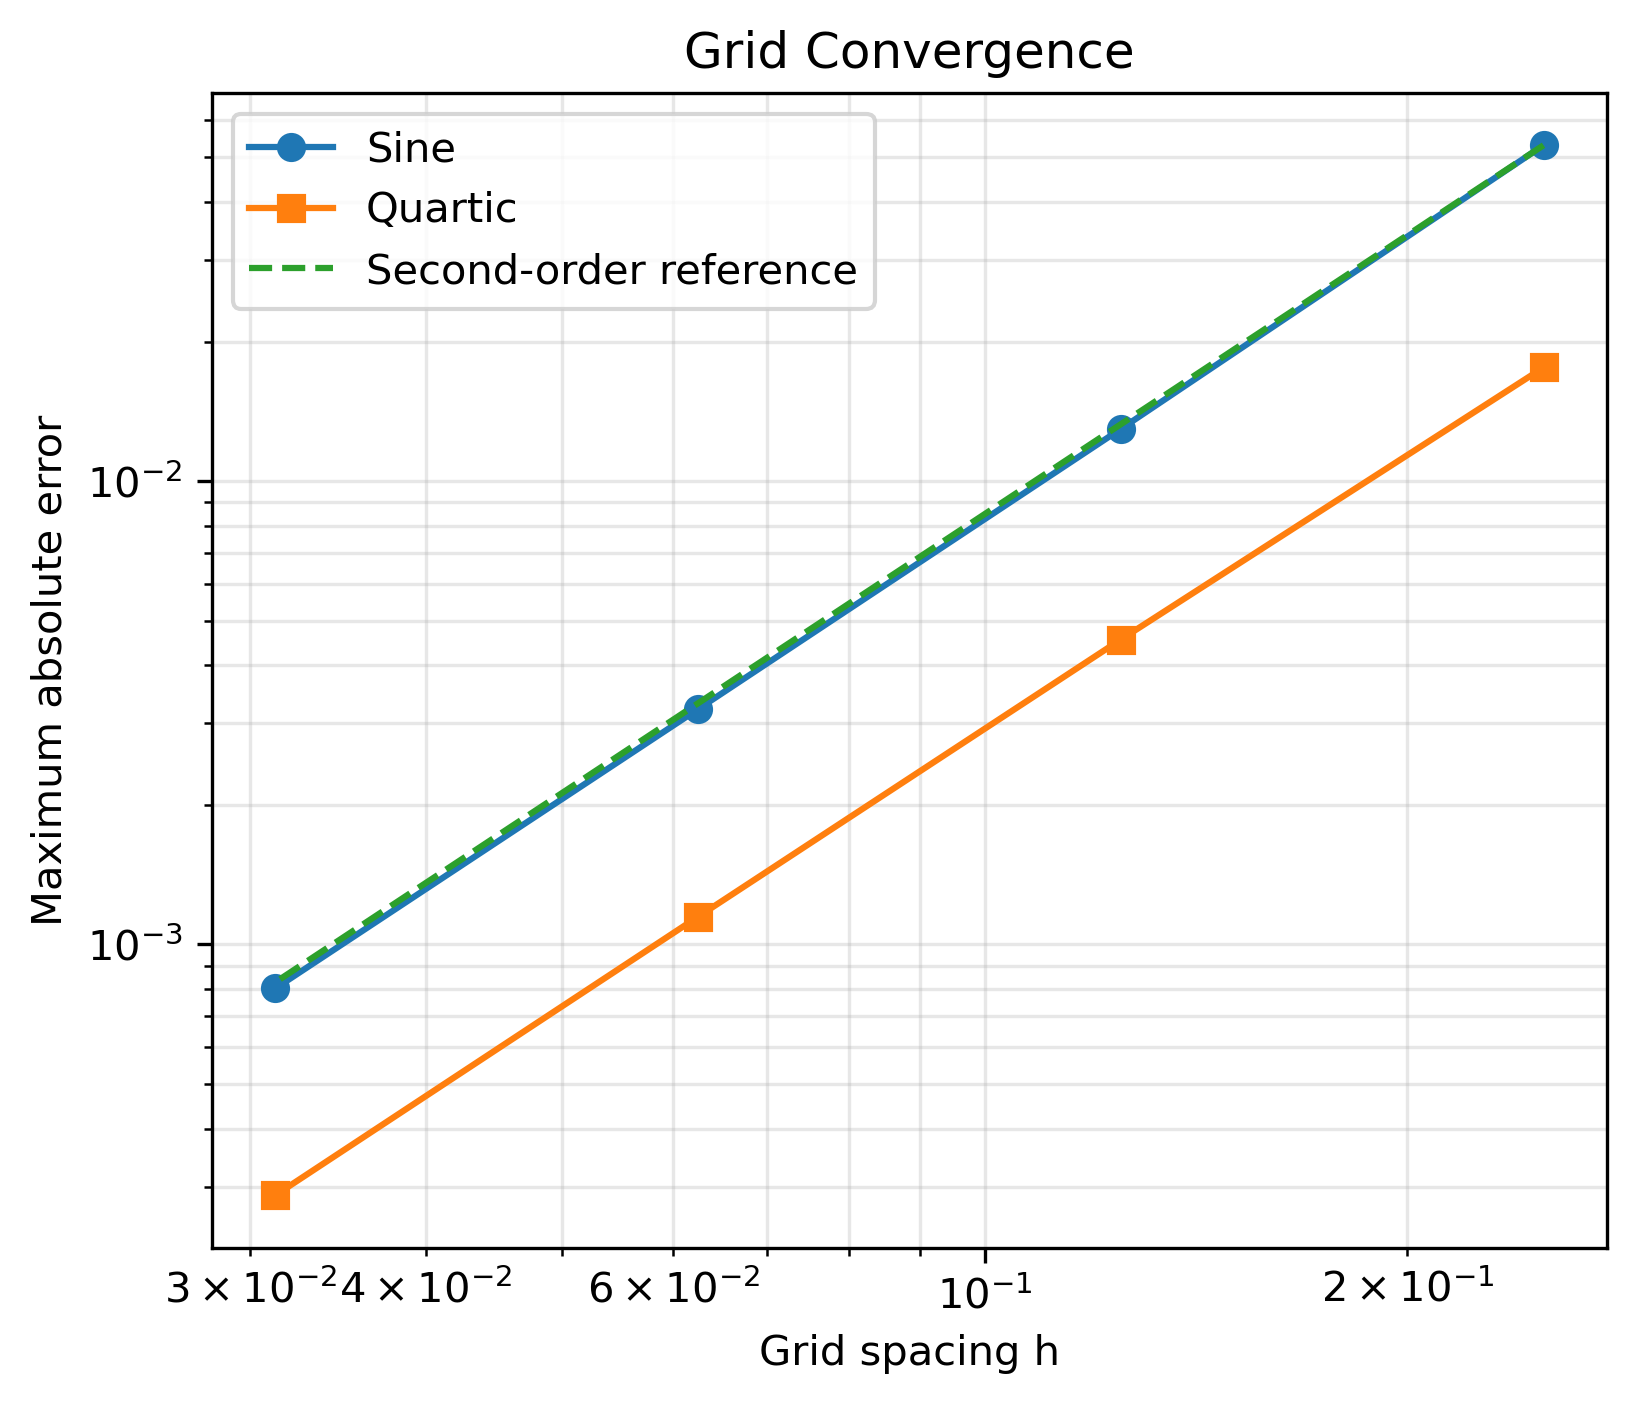 Grid Convergence
Sine
Quartic
Second-order reference
Maximum absolute error
10⁻²
10⁻³
3 × 10⁻² 4 × 10⁻² 6 × 10⁻² 10⁻¹ 2 × 10⁻¹
Grid spacing h